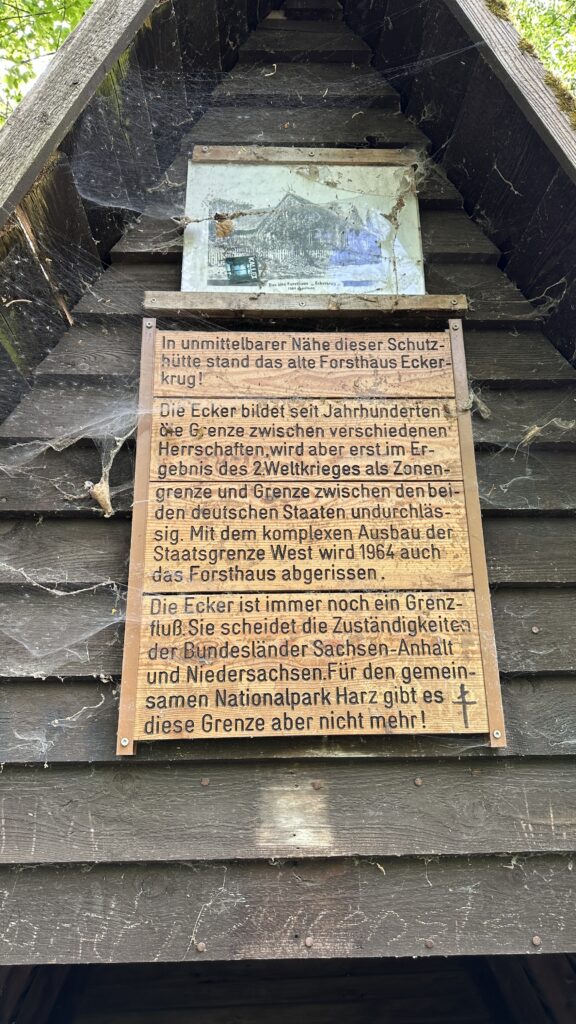 Das alte Forsthaus
1964
In unmittelbarer Nähe dieser Schutz-
hütte stand das alte Forsthaus Ecker-
krug!
Die Ecker bildet seit Jahrhunderten
die Grenze zwischen verschiedenen
Herrschaften,wird aber erst im Er-
gebnis des 2.Weltkrieges als Zonen-
grenze und Grenze zwischen den bei-
den deutschen Staaten undurchläs-
sig. Mit dem komplexen Ausbau der
Staatsgrenze West wird 1964 auch
das Forsthaus abgerissen.
Die Ecker ist immer noch ein Grenz-
fluß.Sie scheidet die Zuständigkeiten
der Bundesländer Sachsen-Anhalt
und Niedersachsen.Für den gemein-
samen Nationalpark Harz gibt es
diese Grenze aber nicht mehr!